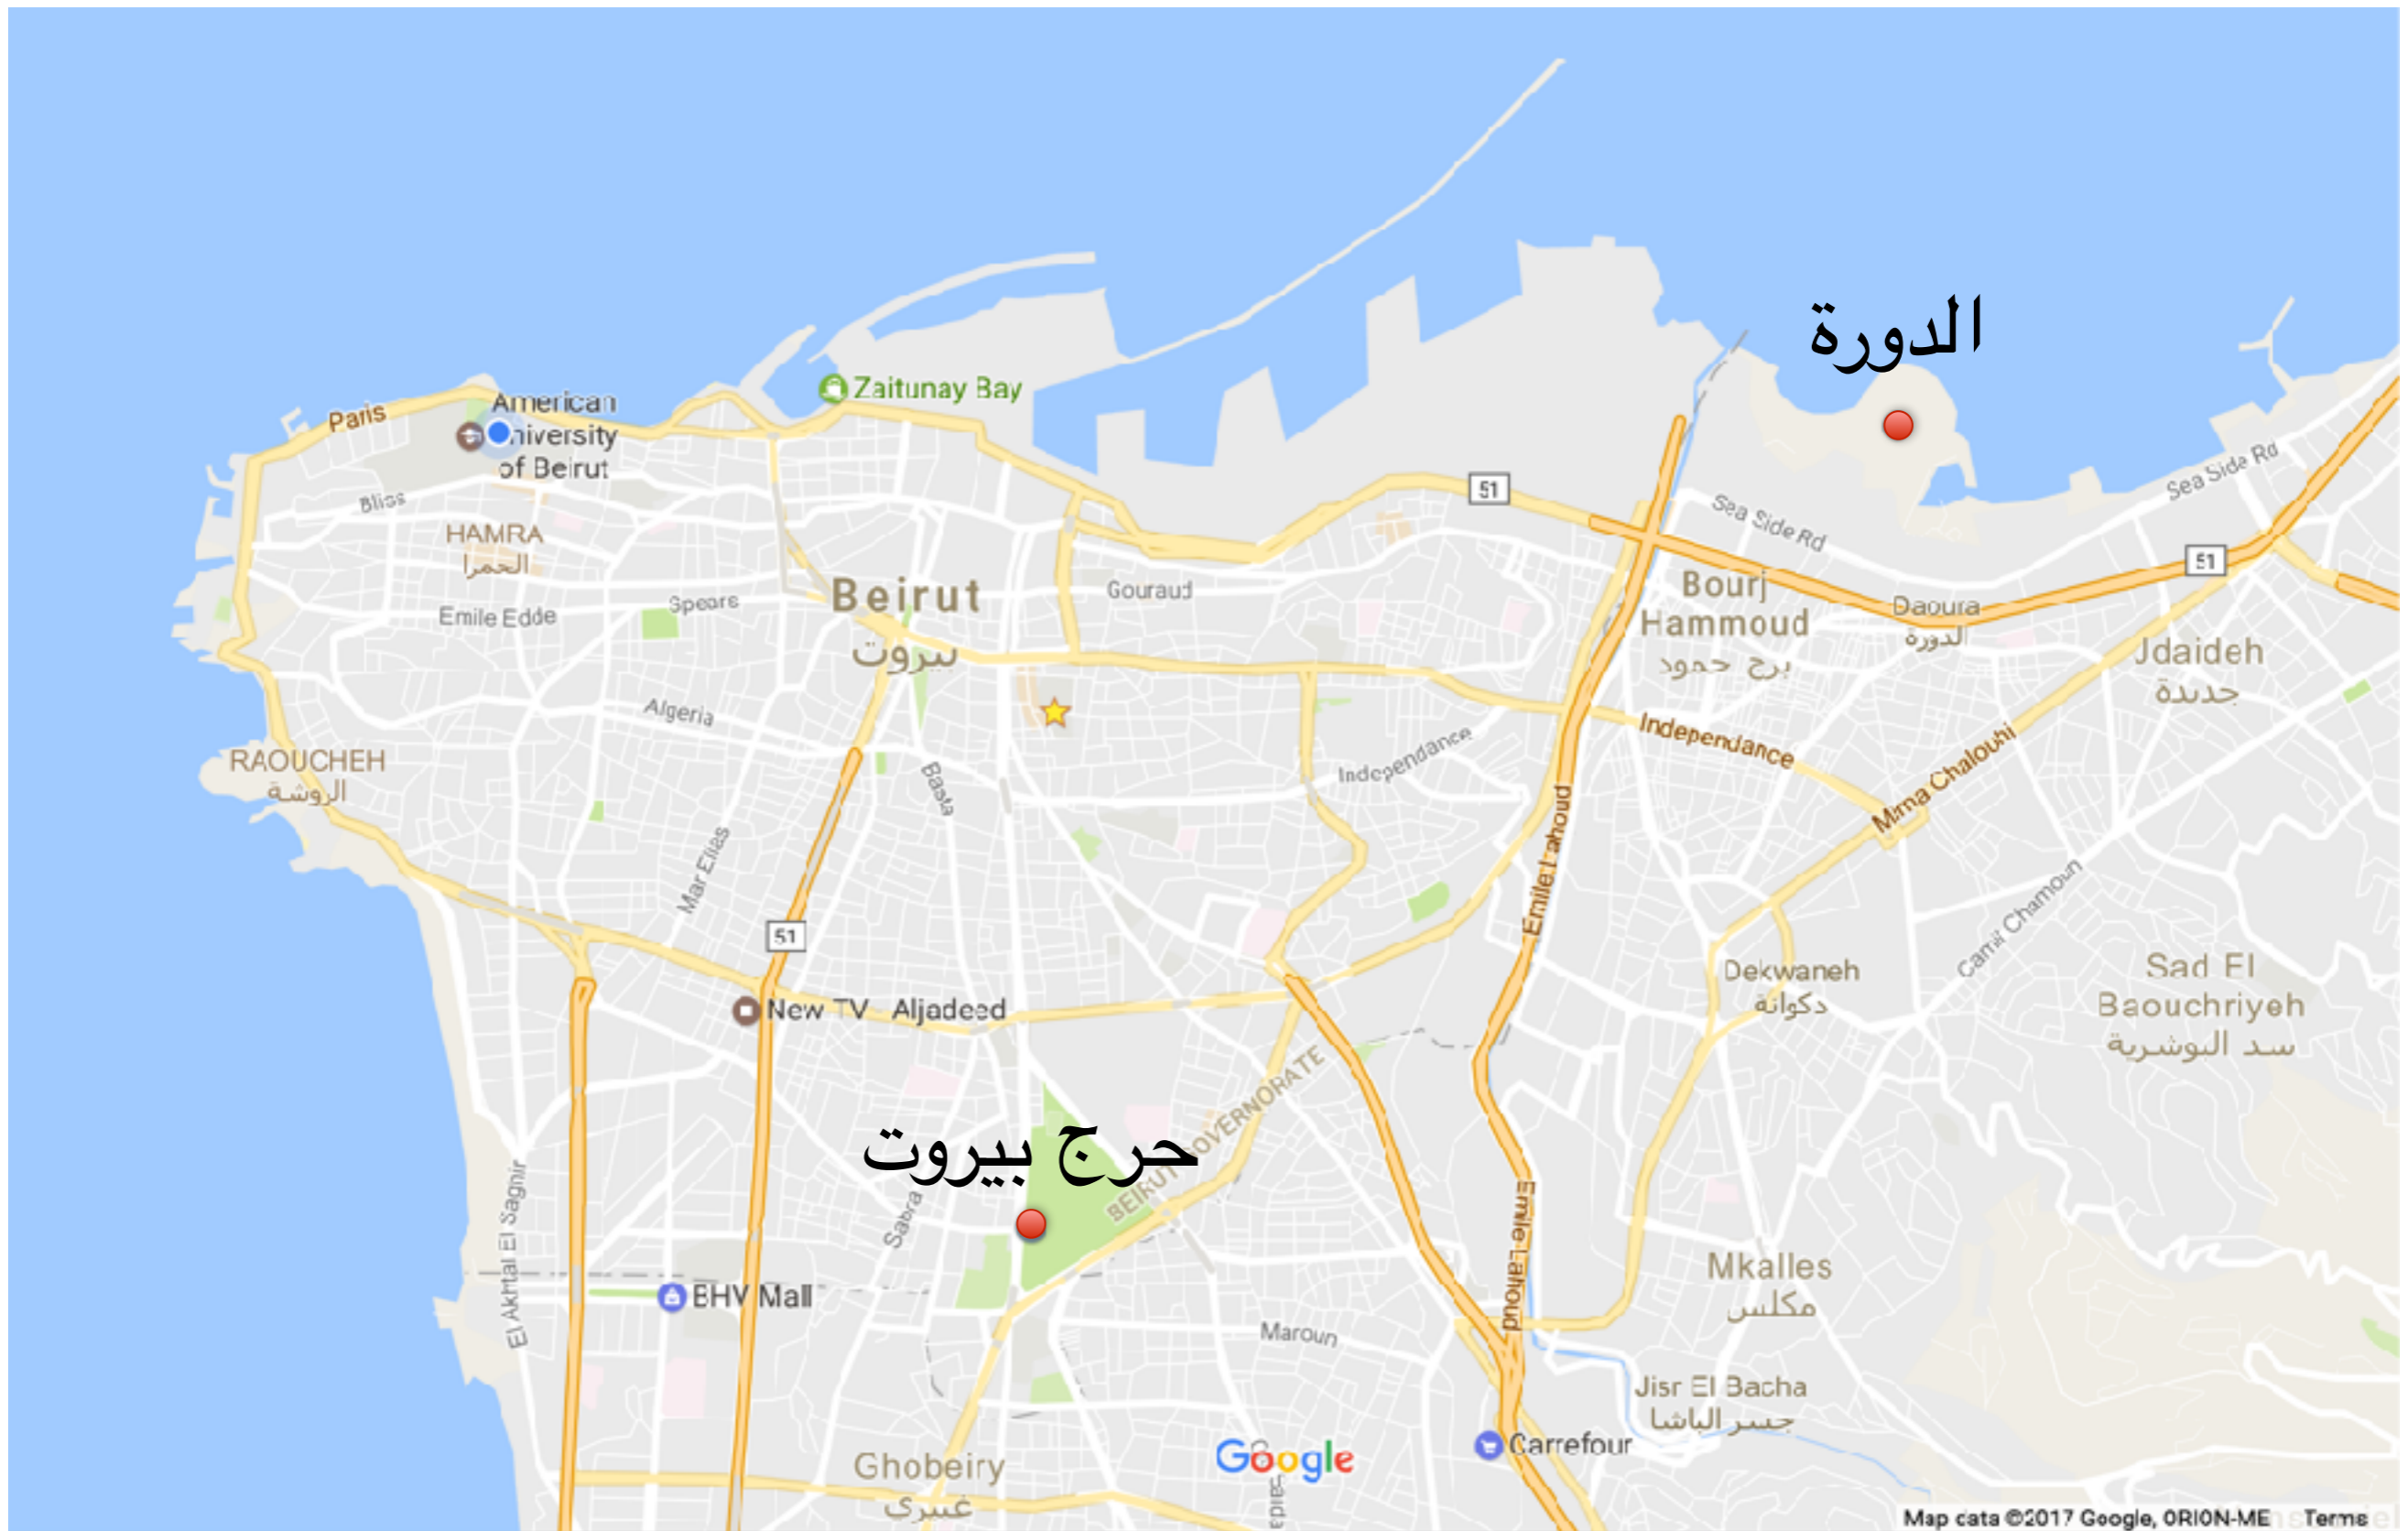 الدورة
Zaitunay Bay
American
University
of Beirut
Paris
Bliss
HAMRA
الحمرا
Emile Edde
Spears
Beirut
بيروت
Gouraud
51
Sea Side Rd
Sea Side Rd
51
Bourj
Hammoud
برج حمود
Daoura
الدورة
Jdaideh
جديدة
Algeria
RAOUCHEH
الروشة
Basta
Independance
Independance
Mirna Chalouhi
Mar Elias
Emile Lahoud
51
Camil Chamoun
Dekwaneh
دكوانة
Sad El
Baouchriyeh
سد البوشرية
New TV - Aljadeed
حرج بيروت
BEIRUT GOVERNORATE
Sabra
El Akhtal El Saghir
Emile Lahoud
BHV Mall
Mkalles
مكلس
Maroun
Jisr El Bacha
جسر الباشا
Carrefour
Ghobeiry
غبيري
Google
Saida
Map data ©2017 Google, ORION-ME Terms